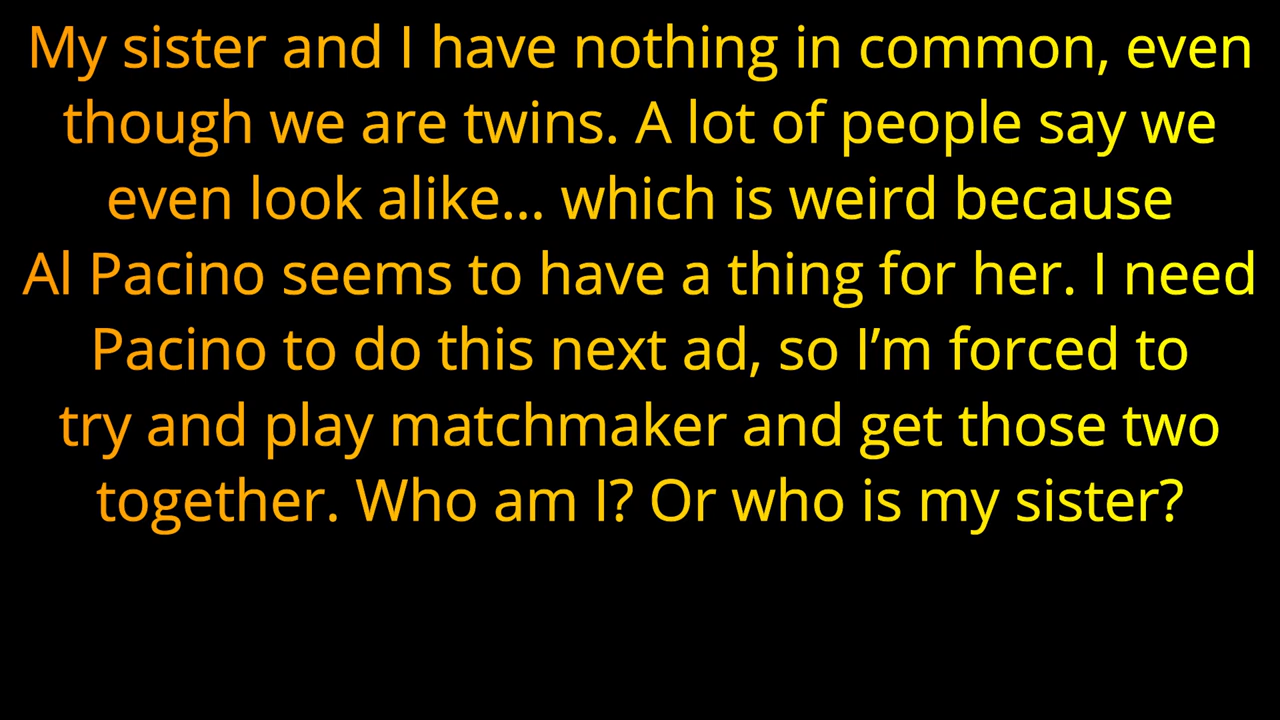 My sister and I have nothing in common, even
though we are twins. A lot of people say we
even look alike... which is weird because
Al Pacino seems to have a thing for her. I need
Pacino to do this next ad, so I’m forced to
try and play matchmaker and get those two
together. Who am I? Or who is my sister?